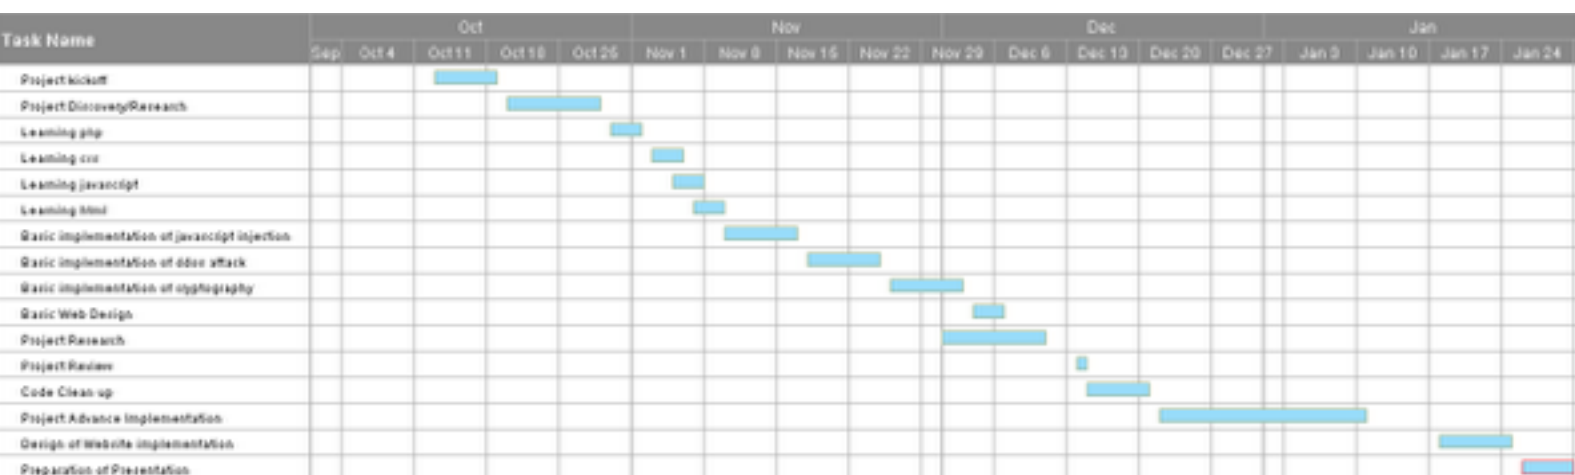 Oct Nov Dec Jan
Task Name
Sep Oct 4 Oct 11 Oct 18 Oct 25 Nov 1 Nov 8 Nov 15 Nov 22 Nov 29 Dec 6 Dec 13 Dec 20 Dec 27 Jan 3 Jan 10 Jan 17 Jan 24
Project kickoff
Project Discovery/Research
Learning php
Learning css
Learning javascript
Learning html
Basic implementation of javascript injection
Basic implementation of ddos attack
Basic implementation of cyptography
Basic Web Design
Project Research
Project Review
Code Clean up
Project Advance Implementation
Design of Website implementation
Preparation of Presentation